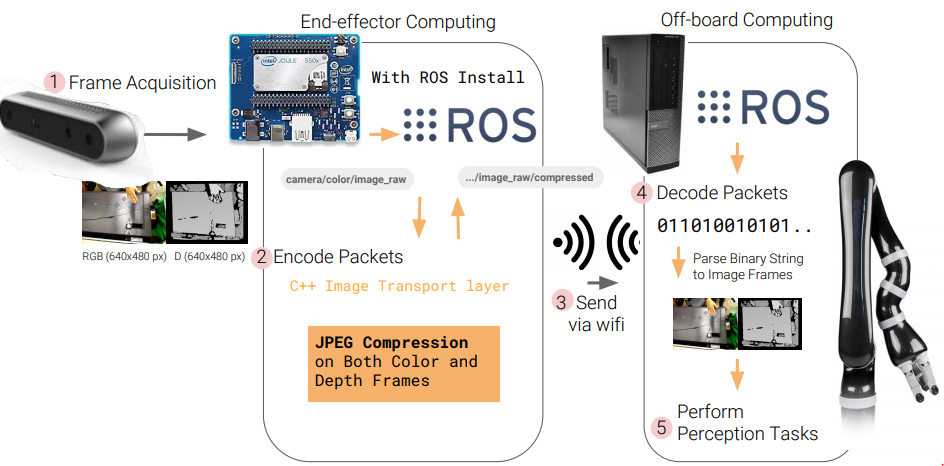 End-effector Computing
Off-board Computing
1 Frame Acquisition
intel JOULE 550x
With ROS Install
ROS
ROS
camera/color/image_raw
.../image_raw/compressed
RGB (640x480 px) D (640x480 px)
2 Encode Packets
C++ Image Transport layer
JPEG Compression
on Both Color and
Depth Frames
3 Send
via wifi
4 Decode Packets
011010010101..
Parse Binary String
to Image Frames
5 Perform
Perception Tasks